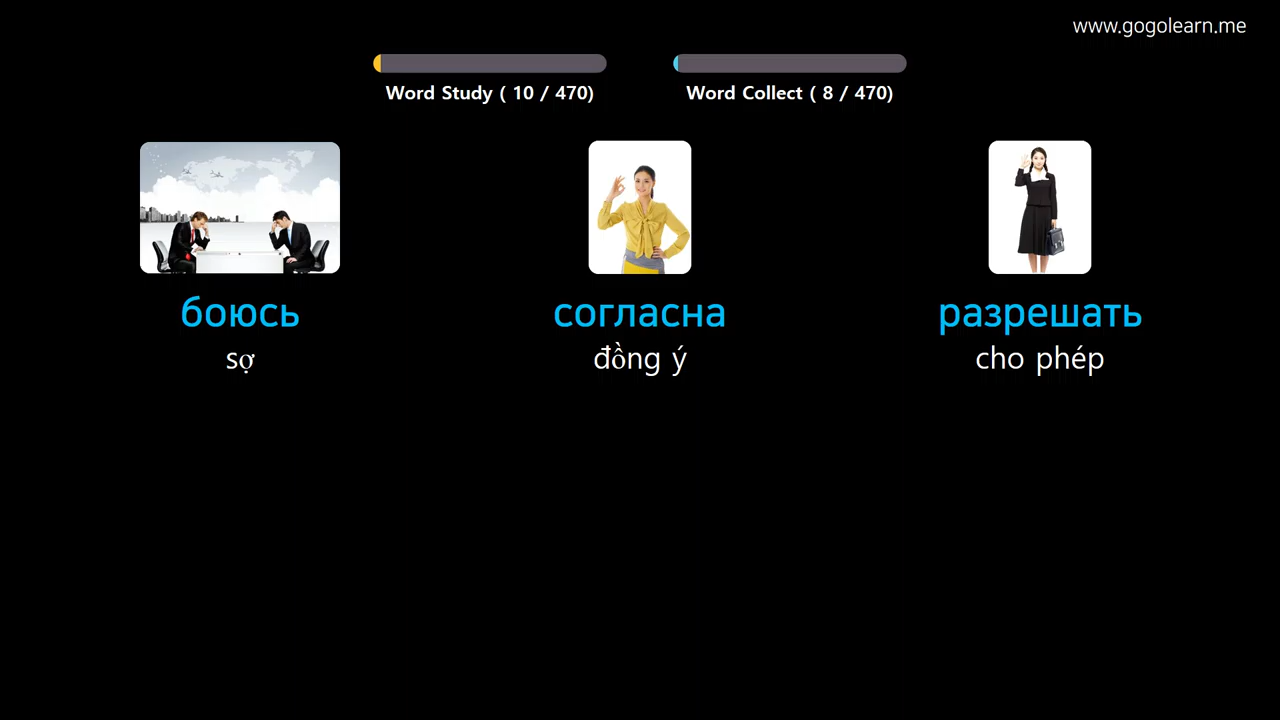 www.gogolearn.me
Word Study ( 10 / 470)
Word Collect ( 8 / 470)
боюсь
согласна
разрешать
sợ
đồng ý
cho phép